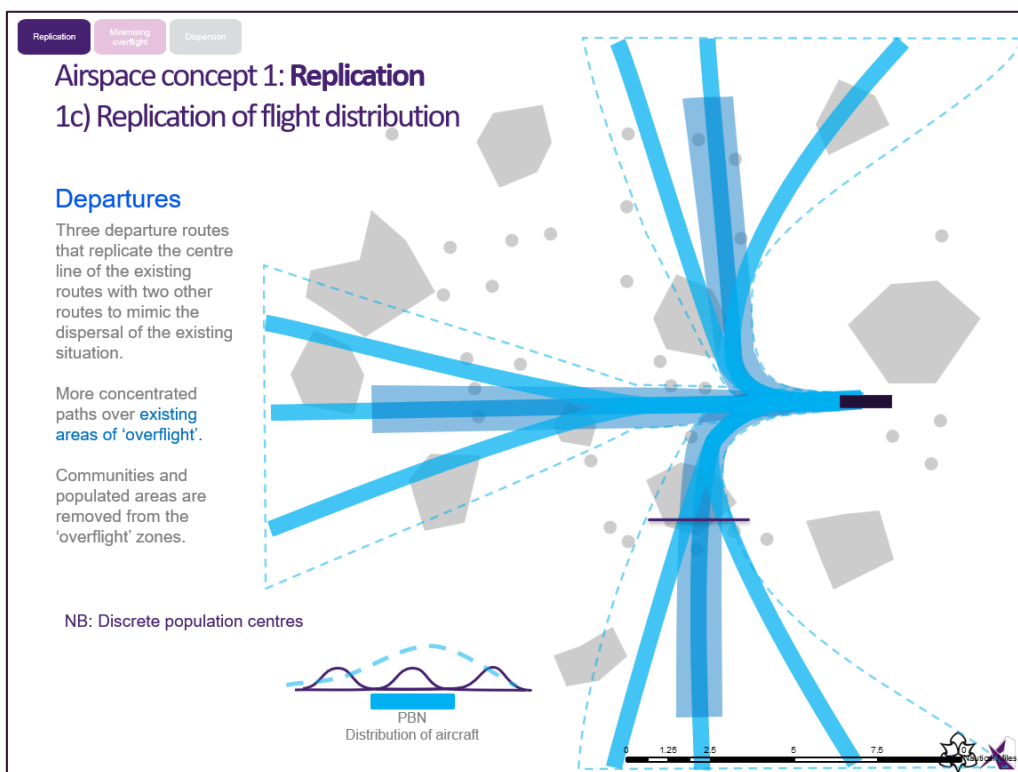 Replication
Minimising
overflight
Dispersion
Airspace concept 1: Replication
1c) Replication of flight distribution
Departures
Three departure routes
that replicate the centre
line of the existing
routes with two other
routes to mimic the
dispersal of the existing
situation.
More concentrated
paths over existing
areas of ‘overflight’.
Communities and
populated areas are
removed from the
‘overflight’ zones.
NB: Discrete population centres
PBN
Distribution of aircraft
0 1.25 2.5 5 7.5
Nautical Miles